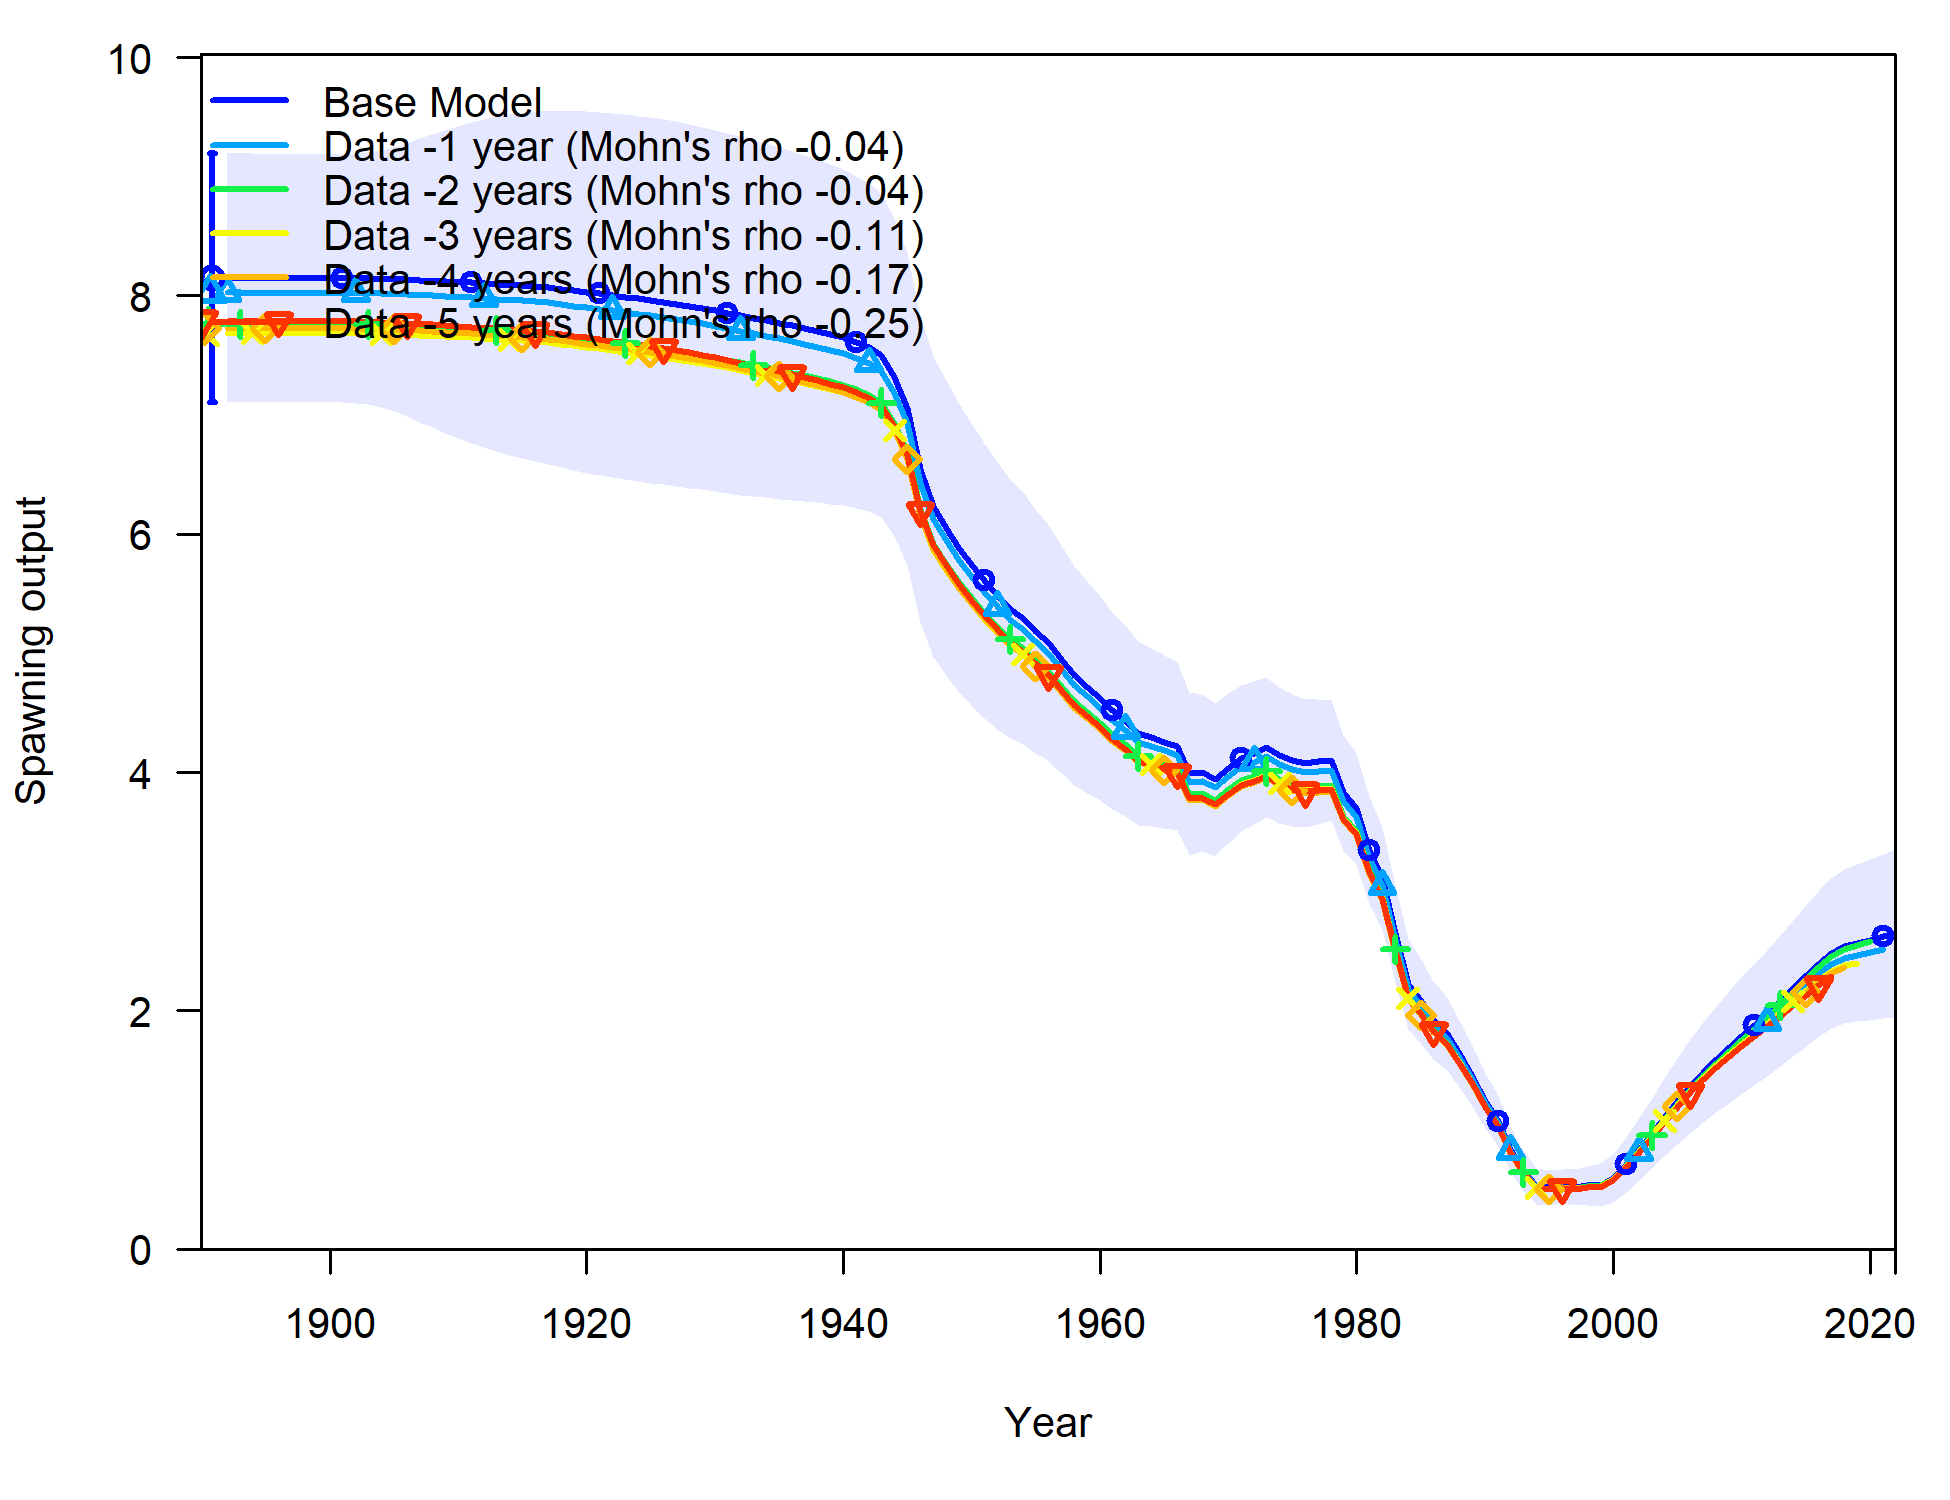 10
8
6
4
2
0
Spawning output
Base Model
Data -1 year (Mohn's rho -0.04)
Data -2 years (Mohn's rho -0.04)
Data -3 years (Mohn's rho -0.11)
Data -4 years (Mohn's rho -0.17)
Data -5 years (Mohn's rho -0.25)
1900 1920 1940 1960 1980 2000 2020
Year